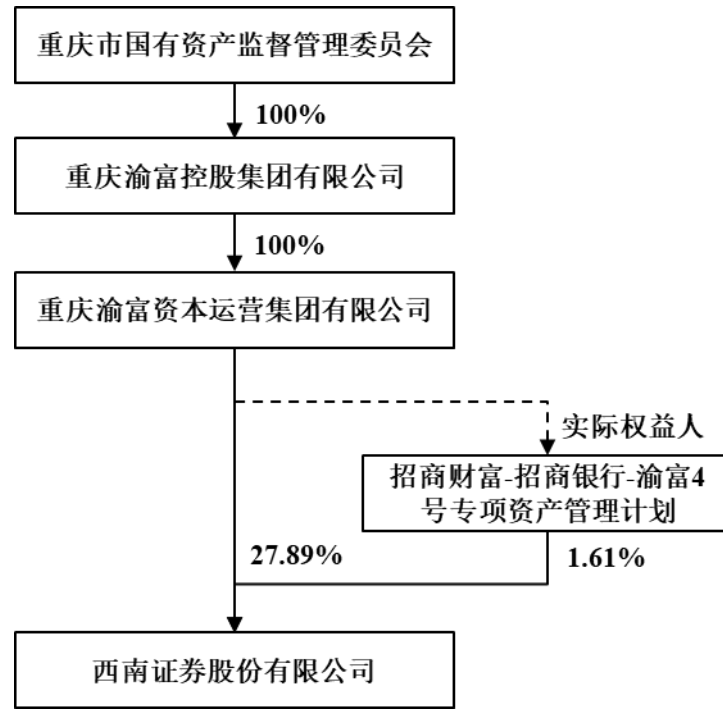 重庆市国有资产监督管理委员会
100%
重庆渝富控股集团有限公司
100%
重庆渝富资本运营集团有限公司
实际权益人
招商财富-招商银行-渝富4
号专项资产管理计划
27.89%
1.61%
西南证券股份有限公司